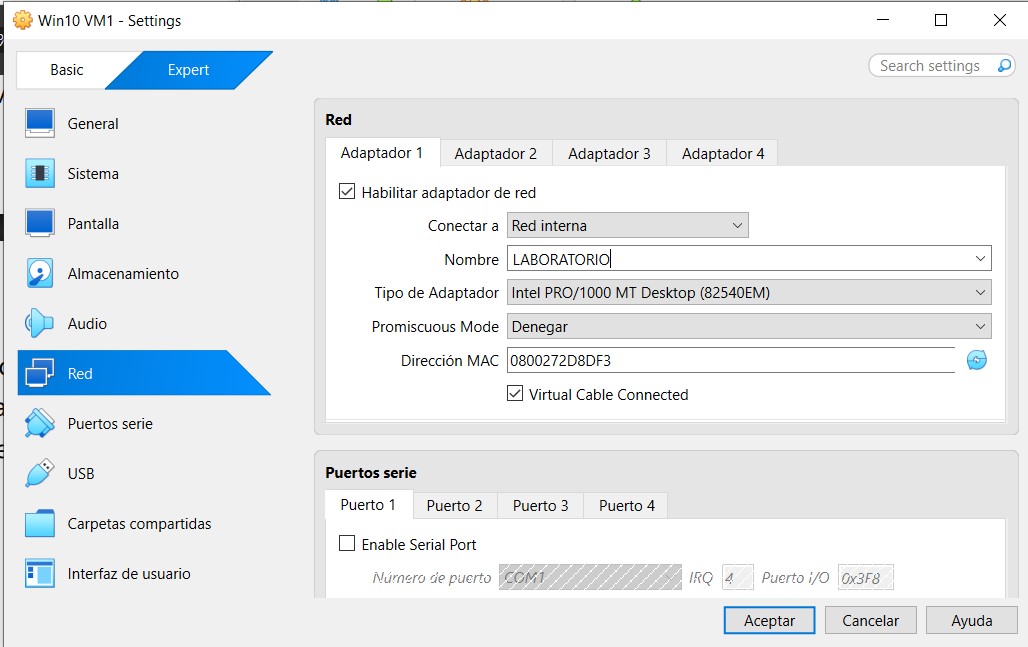 Win10 VM1 - Settings
Basic
Expert
Search settings
General
Sistema
Pantalla
Almacenamiento
Audio
Red
Puertos serie
USB
Carpetas compartidas
Interfaz de usuario
Red
Adaptador 1
Adaptador 2
Adaptador 3
Adaptador 4
Habilitar adaptador de red
Conectar a
Red interna
Nombre
LABORATORIO
Tipo de Adaptador
Intel PRO/1000 MT Desktop (82540EM)
Promiscuous Mode
Denegar
Dirección MAC
0800272D8DF3
Virtual Cable Connected
Puertos serie
Puerto 1
Puerto 2
Puerto 3
Puerto 4
Enable Serial Port
Número de puerto
COM1
IRQ
4
Puerto i/O
0x3F8
Aceptar
Cancelar
Ayuda